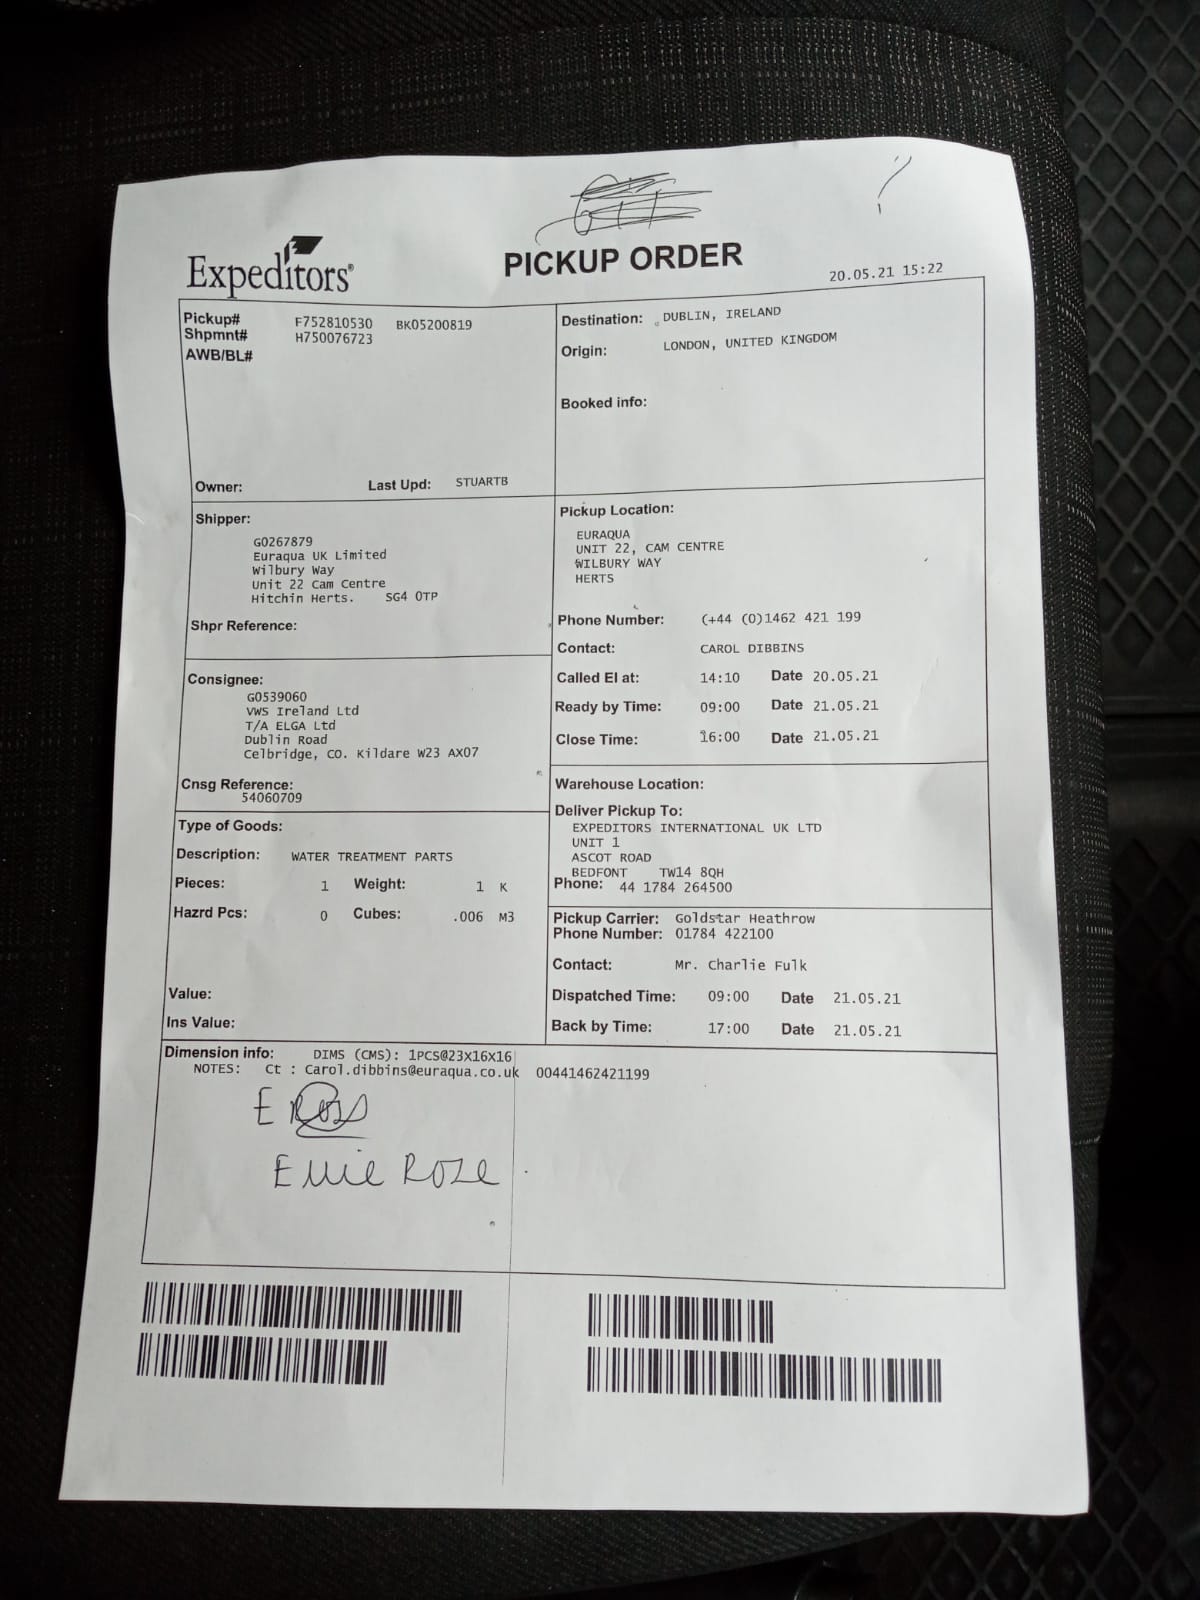 Expeditors®
PICKUP ORDER
20.05.21 15:22
Pickup# F752810530 BK05200819
Shpmnt# H750076723
AWB/BL#
Owner: Last Upd: STUARTB
Destination: DUBLIN, IRELAND
Origin: LONDON, UNITED KINGDOM
Booked info:
Shipper:
G0267879
Euraqua UK Limited
Wilbury Way
Unit 22 Cam Centre
Hitchin Herts. SG4 0TP
Shpr Reference:
Consignee:
G0539060
VWS Ireland Ltd
T/A ELGA Ltd
Dublin Road
Celbridge, CO. Kildare W23 AX07
Cnsg Reference:
54060709
Type of Goods:
Description: WATER TREATMENT PARTS
Pieces: 1 Weight: 1 K
Hazrd Pcs: 0 Cubes: .006 M3
Value:
Ins Value:
Pickup Location:
EURAQUA
UNIT 22, CAM CENTRE
WILBURY WAY
HERTS
Phone Number: (+44 (0)1462 421 199
Contact: CAROL DIBBINS
Called EI at: 14:10 Date 20.05.21
Ready by Time: 09:00 Date 21.05.21
Close Time: 16:00 Date 21.05.21
Warehouse Location:
Deliver Pickup To:
EXPEDITORS INTERNATIONAL UK LTD
UNIT 1
ASCOT ROAD
BEDFONT TW14 8QH
Phone: 44 1784 264500
Pickup Carrier: Goldstar Heathrow
Phone Number: 01784 422100
Contact: Mr. Charlie Fulk
Dispatched Time: 09:00 Date 21.05.21
Back by Time: 17:00 Date 21.05.21
Dimension info: DIMS (CMS): 1PCS@23X16X16
NOTES: Ct : Carol.dibbins@euraqua.co.uk 00441462421199
Ellie Rose